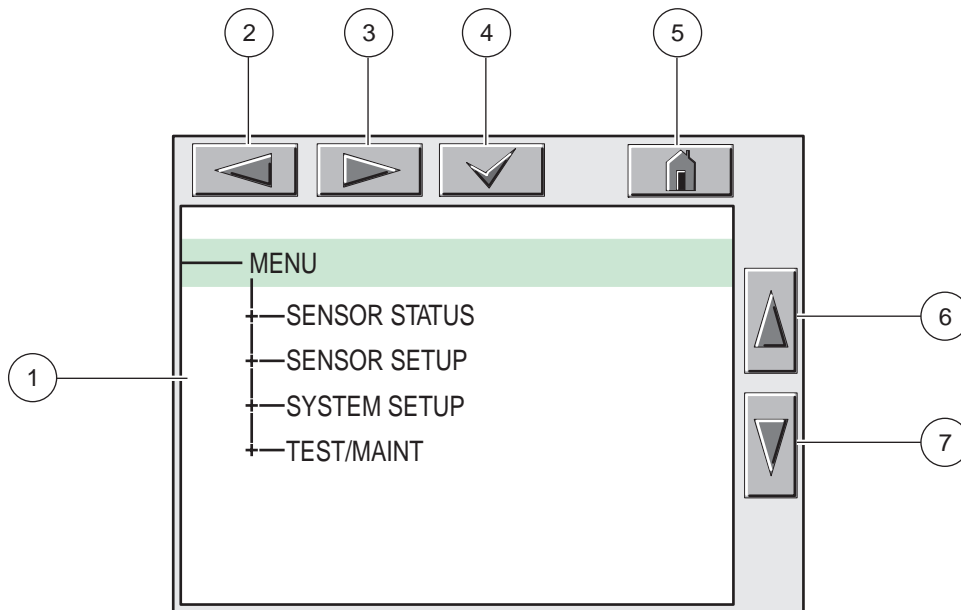 2
3
4
5
MENU
SENSOR STATUS
SENSOR SETUP
SYSTEM SETUP
TEST/MAINT
1
6
7